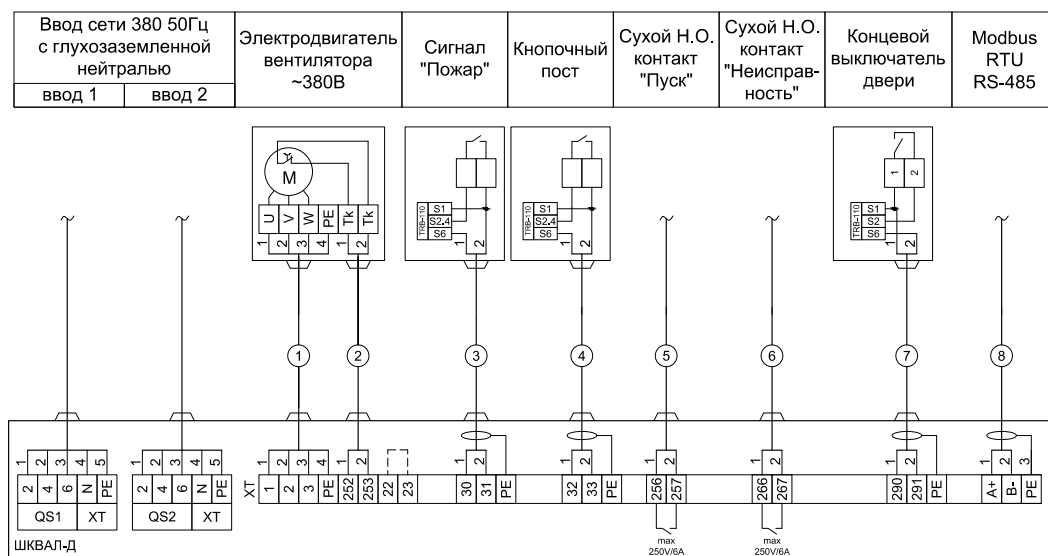 Ввод сети 380 50Гц
с глухозаземленной
нейтралью
ввод 1
ввод 2
Электродвигатель
вентилятора
~380В
Сигнал
"Пожар"
Кнопочный
пост
Сухой Н.О.
контакт
"Пуск"
Сухой Н.О.
контакт
"Неисправ-
ность"
Концевой
выключатель
двери
Modbus
RTU
RS-485
M
U V W PE Tk Tk
1 2 3 4 1 2
TRB-110
S1
S2.4
S6
1 2
TRB-110
S1
S2.4
S6
1 2
1 2
TRB-110
S1
S2
S6
1 2
1 2 3 4 5 6 7 8
1 2 3 4 5
2 4 6 N PE
QS1 XT
1 2 3 4 5
2 4 6 N PE
QS2 XT
XT
1 2 3 4
1 2 3 PE
1 2
252 253
22 23
1 2
30 31 PE
1 2
32 33 PE
1 2
256 257
max
250V/6A
1 2
266 267
max
250V/6A
1 2
290 291 PE
1 2 3
A+ B- PE
ШКВАЛ-Д